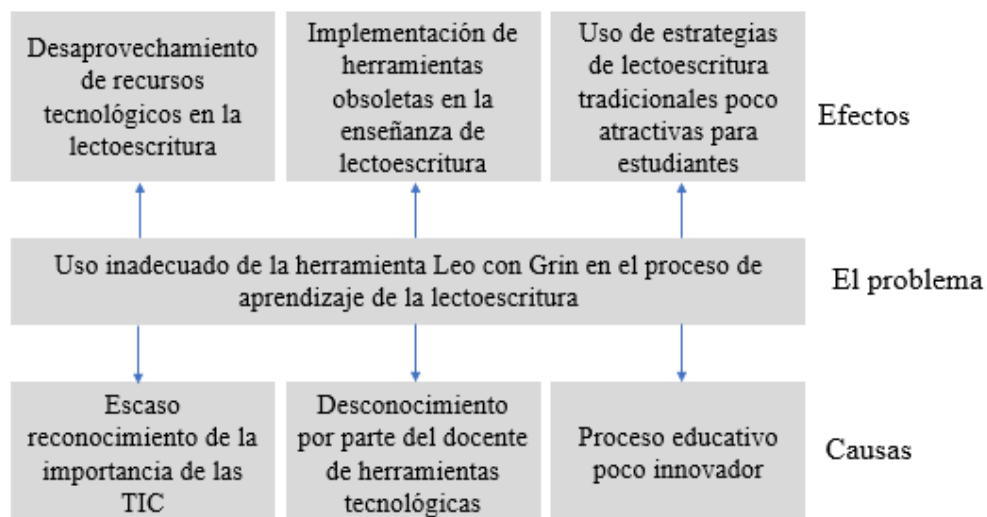 Desaprovechamiento
de recursos
tecnológicos en la
lectoescritura
Implementación de
herramientas
obsoletas en la
enseñanza de
lectoescritura
Uso de estrategias
de lectoescritura
tradicionales poco
atractivas para
estudiantes
Efectos
Uso inadecuado de la herramienta Leo con Grin en el proceso de
aprendizaje de la lectoescritura
El problema
Escaso
reconocimiento de la
importancia de las
TIC
Desconocimiento
por parte del docente
de herramientas
tecnológicas
Proceso educativo
poco innovador
Causas